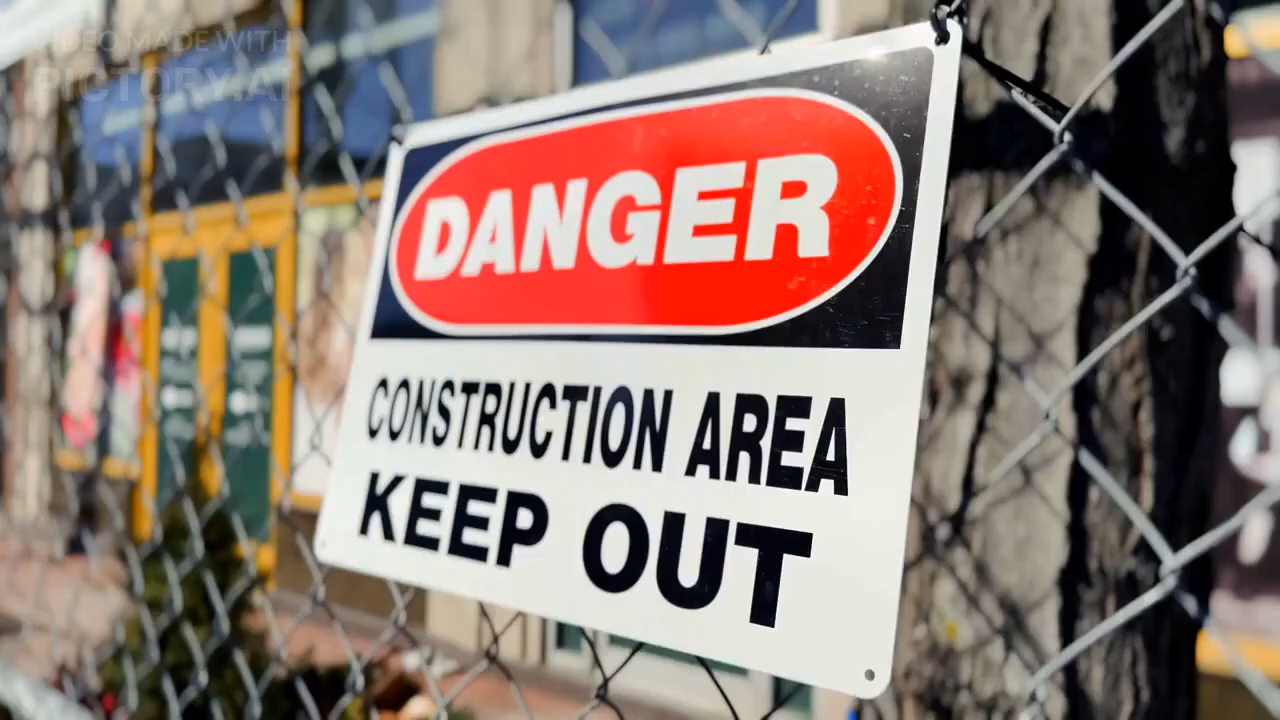 VIDEO MADE WITH
PICTORY.AI
DANGER
CONSTRUCTION AREA
KEEP OUT